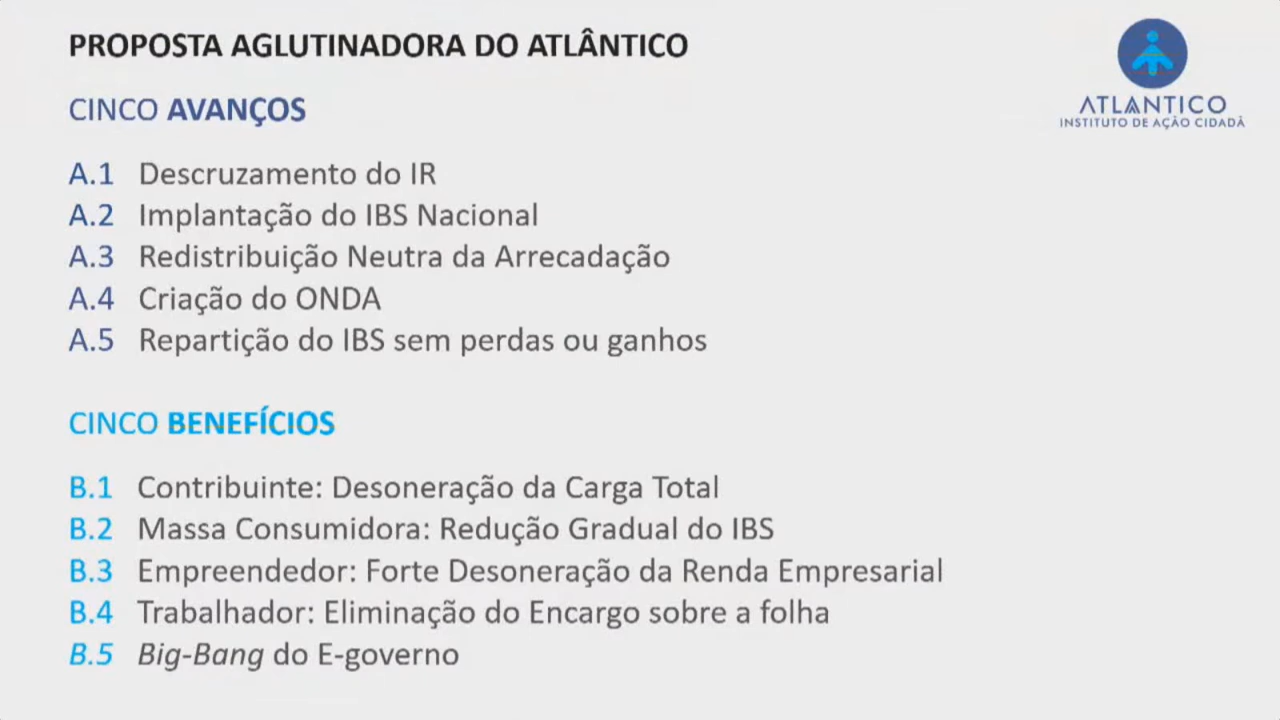 PROPOSTA AGLUTINADORA DO ATLÂNTICO
ATLANTICO
INSTITUTO DE AÇÃO CIDADÃ
CINCO AVANÇOS
A.1 Descruzamento do IR
A.2 Implantação do IBS Nacional
A.3 Redistribuição Neutra da Arrecadação
A.4 Criação do ONDA
A.5 Repartição do IBS sem perdas ou ganhos
CINCO BENEFÍCIOS
B.1 Contribuinte: Desoneração da Carga Total
B.2 Massa Consumidora: Redução Gradual do IBS
B.3 Empreendedor: Forte Desoneração da Renda Empresarial
B.4 Trabalhador: Eliminação do Encargo sobre a folha
B.5 Big-Bang do E-governo